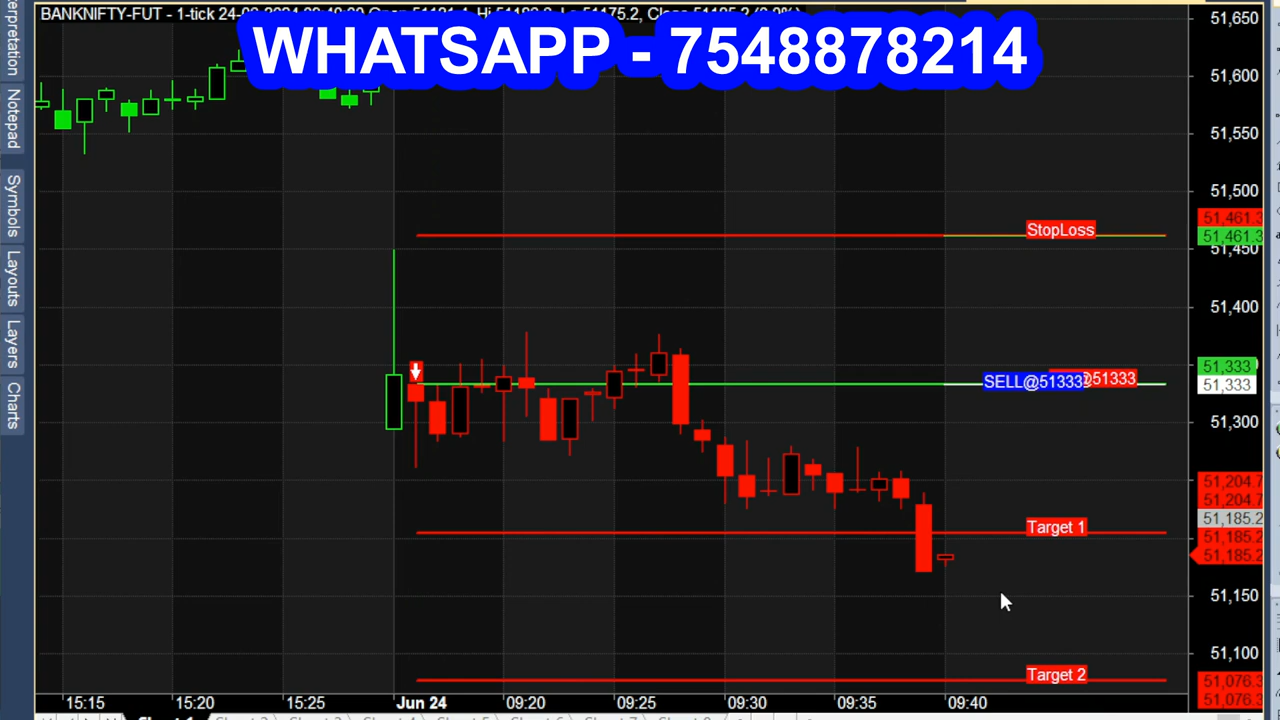 BANKNIFTY-FUT - 1-tick
WHATSAPP - 7548878214
Notepad
Symbols
Layouts
Layers
Charts
51,650
51,600
51,550
51,500
51,461.3
51,461.3
51,450
51,400
51,333
51,333
51,300
51,204.7
51,204.7
51,185.2
51,185.2
51,185.2
51,150
51,100
51,076.3
51,076.3
StopLoss
SELL@51333
@51333
Target 1
Target 2
15:15 15:20 15:25 Jun 24 09:20 09:25 09:30 09:35 09:40